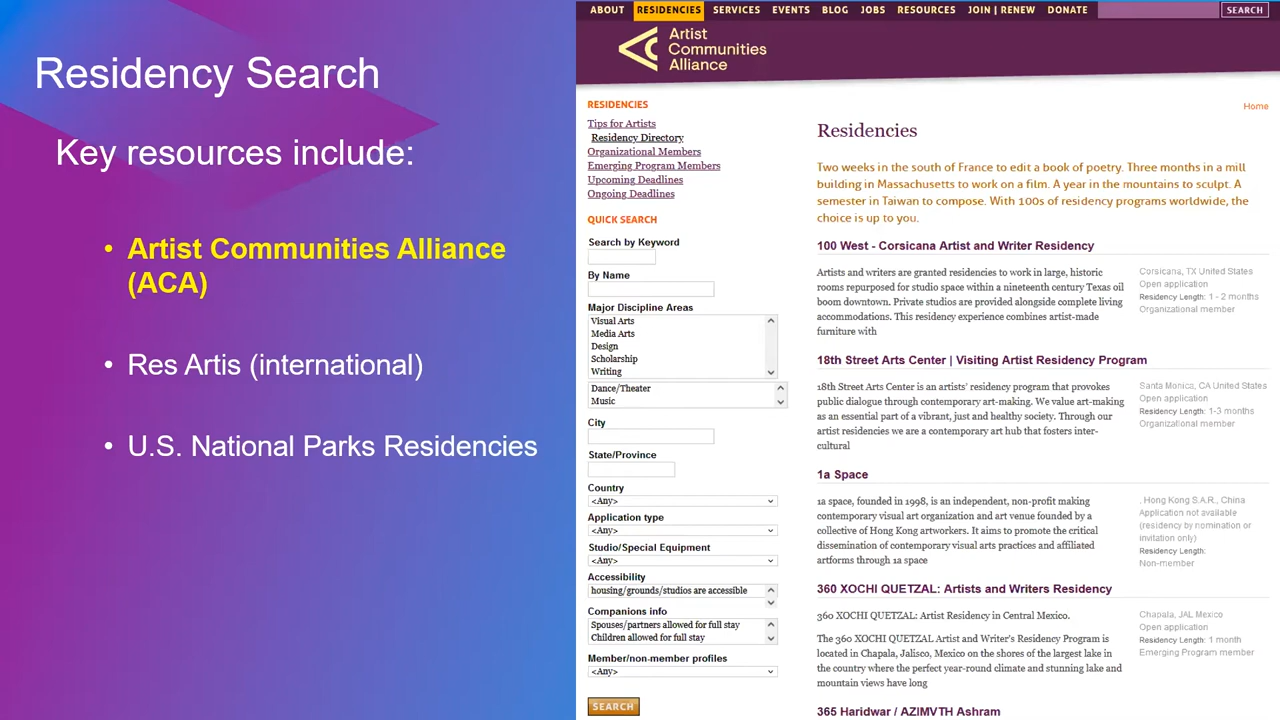 Residency Search
Key resources include:
• Artist Communities Alliance
(ACA)
• Res Artis (international)
• U.S. National Parks Residencies
ABOUT RESIDENCIES SERVICES EVENTS BLOG JOBS RESOURCES JOIN | RENEW DONATE SEARCH
Artist
Communities
Alliance
RESIDENCIES
Tips for Artists
Residency Directory
Organizational Members
Emerging Program Members
Upcoming Deadlines
Ongoing Deadlines
QUICK SEARCH
Search by Keyword
By Name
Major Discipline Areas
Visual Arts
Media Arts
Design
Scholarship
Writing
Dance/Theater
Music
City
State/Province
Country
<Any>
Application type
<Any>
Studio/Special Equipment
<Any>
Accessibility
housing/grounds/studios are accessible
Companions info
Spouses/partners allowed for full stay
Children allowed for full stay
Member/non-member profiles
<Any>
SEARCH
Home
Residencies
Two weeks in the south of France to edit a book of poetry. Three months in a mill
building in Massachusetts to work on a film. A year in the mountains to sculpt. A
semester in Taiwan to compose. With 100s of residency programs worldwide, the
choice is up to you.
100 West - Corsicana Artist and Writer Residency
Artists and writers are granted residencies to work in large, historic
rooms repurposed for studio space within a nineteenth century Texas oil
boom downtown. Private studios are provided alongside complete living
accommodations. This residency experience combines artist-made
furniture with
Corsicana, TX United States
Open application
Residency Length: 1 - 2 months
Organizational member
18th Street Arts Center | Visiting Artist Residency Program
18th Street Arts Center is an artists' residency program that provokes
public dialogue through contemporary art-making. We value art-making
as an essential part of a vibrant, just and healthy society. Through our
artist residencies we are a contemporary art hub that fosters inter-
cultural
Santa Monica, CA United States
Open application
Residency Length: 1-3 months
Organizational member
1a Space
1a space, founded in 1998, is an independent, non-profit making
contemporary visual art organization and art venue founded by a
collective of Hong Kong artworkers. It aims to promote the critical
dissemination of contemporary visual arts practices and affiliated
artforms through 1a space
, Hong Kong S.A.R., China
Application not available
(residency by nomination or
invitation only)
Residency Length:
Non-member
360 XOCHI QUETZAL: Artists and Writers Residency
360 XOCHI QUETZAL: Artist Residency in Central Mexico.
The 360 XOCHI QUETZAL Artist and Writer's Residency Program is
located in Chapala, Jalisco, Mexico on the shores of the largest lake in
the country where the perfect year-round climate and stunning lake and
mountain views have long
Chapala, JAL Mexico
Open application
Residency Length: 1 month
Emerging Program member
365 Haridwar / AZIMVTH Ashram